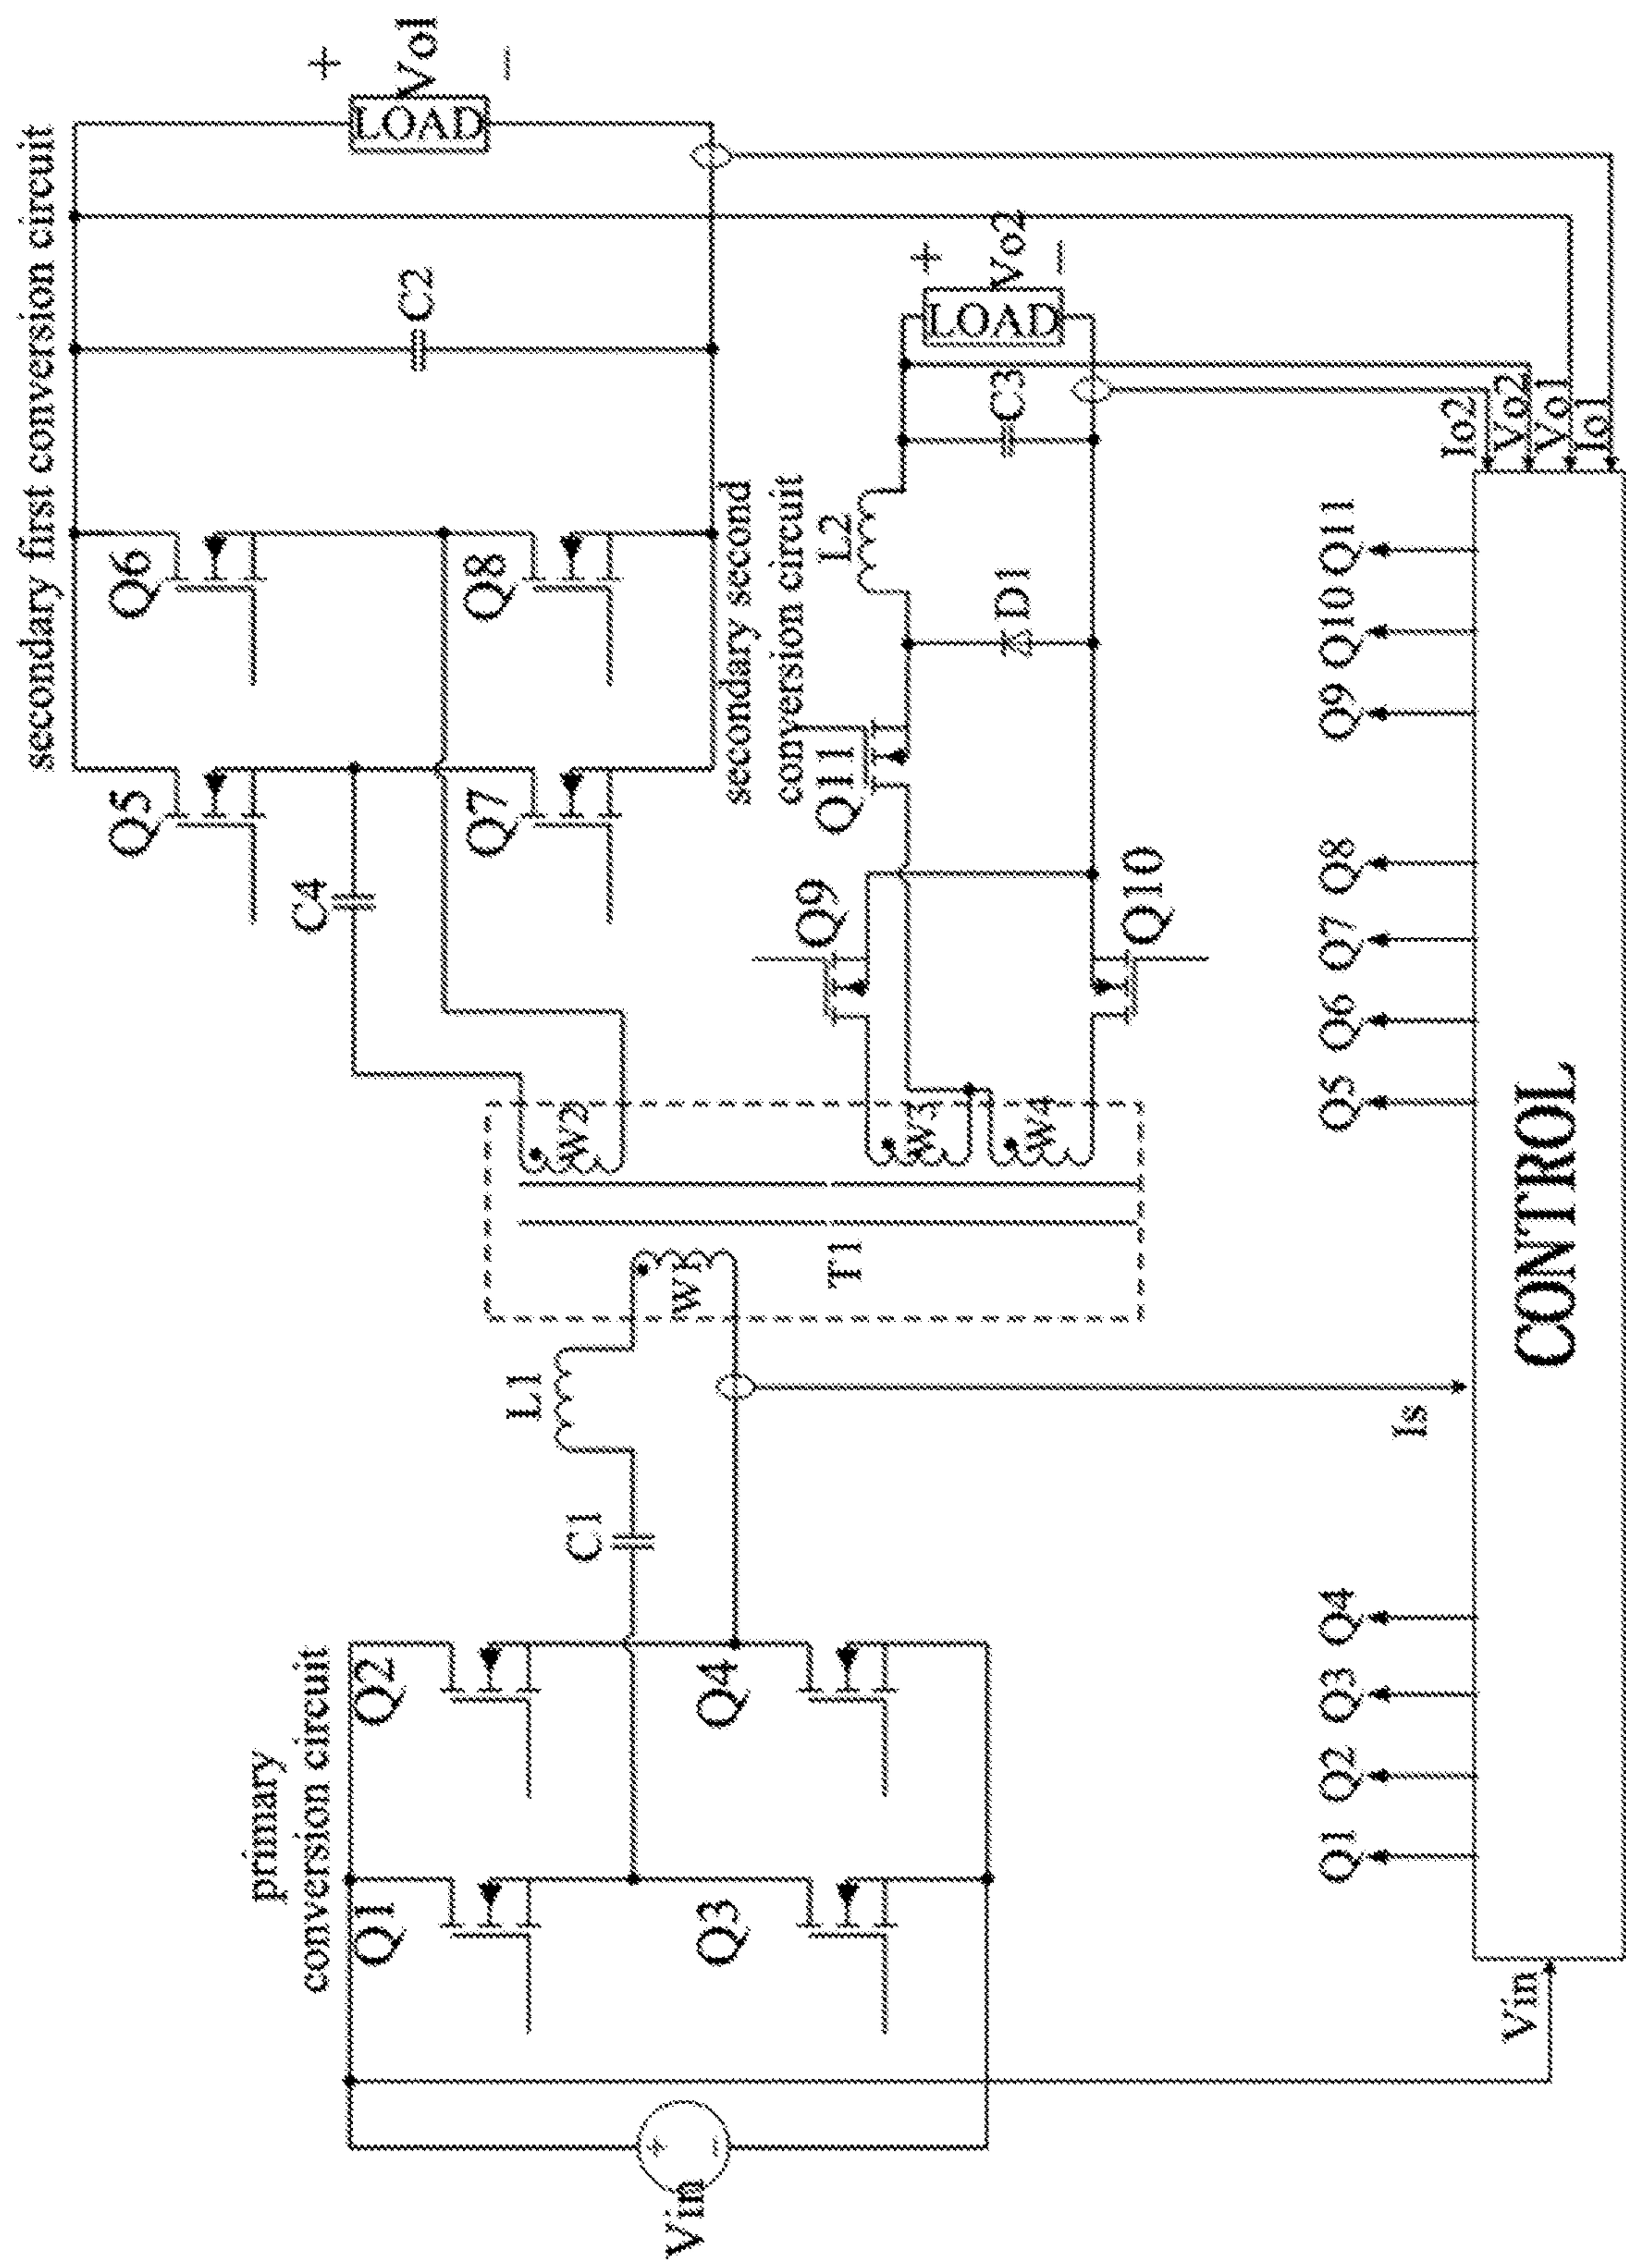 secondary first conversion circuit
Q5
Q6
C4
Q7
Q8
C2
+
LOAD
Vo1
−
primary
conversion circuit
Q1
Q2
Q3
Q4
Vin
+
−
C1
L1
W1
T1
W2
W3
W4
secondary second
conversion circuit
Q9
Q10
Q11
L2
D1
C3
+
LOAD
Vo2
−
Q1
Q2
Q3
Q4
Is
Q5
Q6
Q7
Q8
Q9
Q10
Q11
Io2
Vo2
Vo1
Io1
Vin
CONTROL